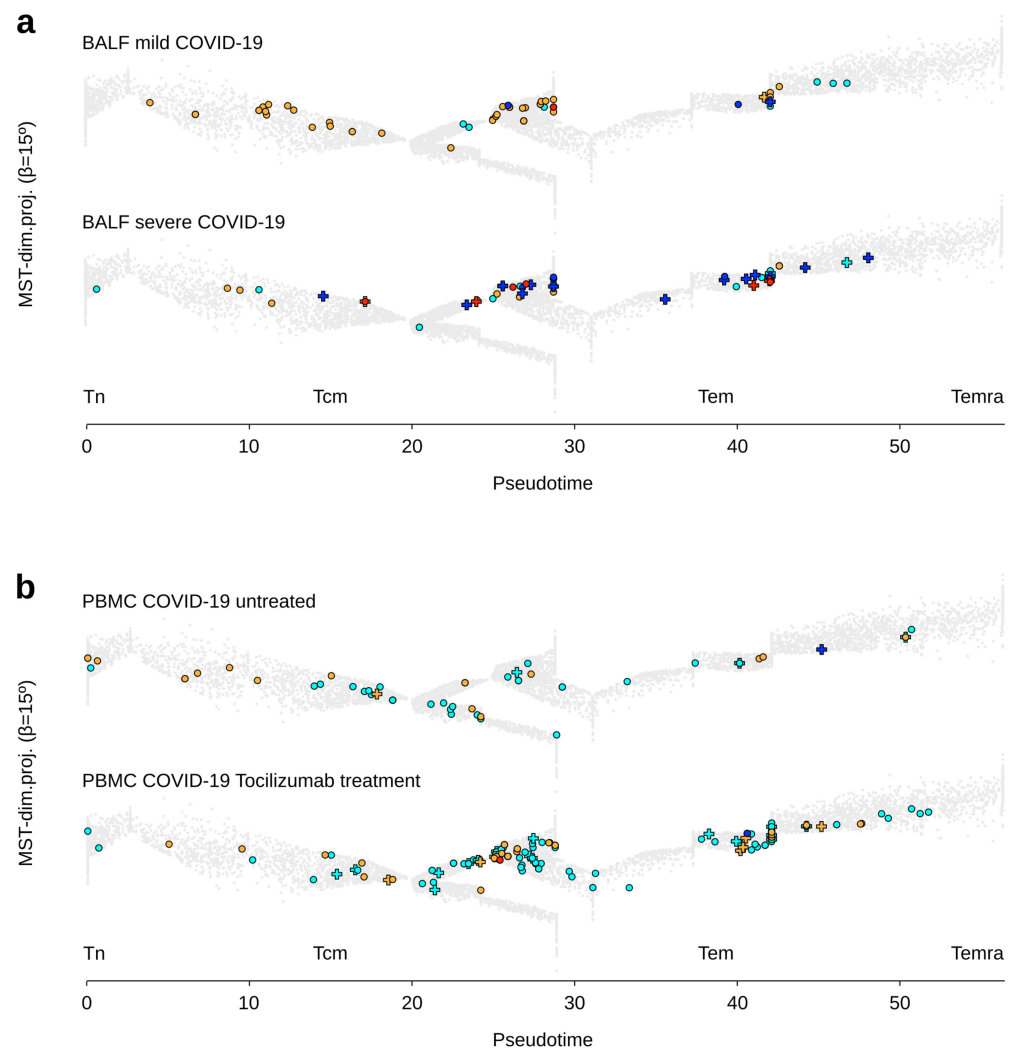 a
BALF mild COVID-19
BALF severe COVID-19
MST-dim.proj. (β=15º)
Tn Tcm Tem Temra
0 10 20 30 40 50
Pseudotime
b
PBMC COVID-19 untreated
PBMC COVID-19 Tocilizumab treatment
MST-dim.proj. (β=15º)
Tn Tcm Tem Temra
0 10 20 30 40 50
Pseudotime